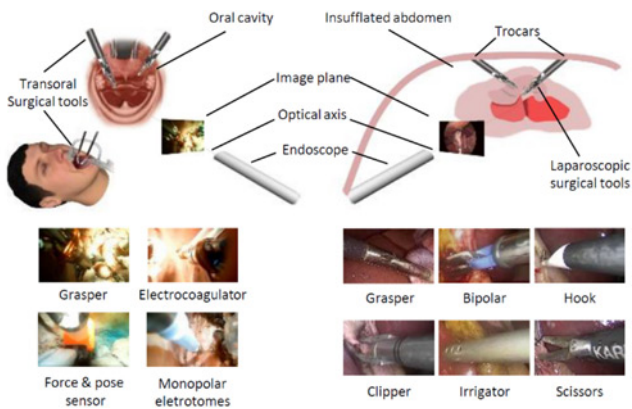 Oral cavity
Insufflated abdomen
Trocars
Transoral
Surgical tools
Image plane
Optical axis
Endoscope
Laparoscopic
surgical tools
Grasper
Electrocoagulator
Grasper
Bipolar
Hook
KAR
Force & pose
sensor
Monopolar
eletrotomes
Clipper
Irrigator
Scissors